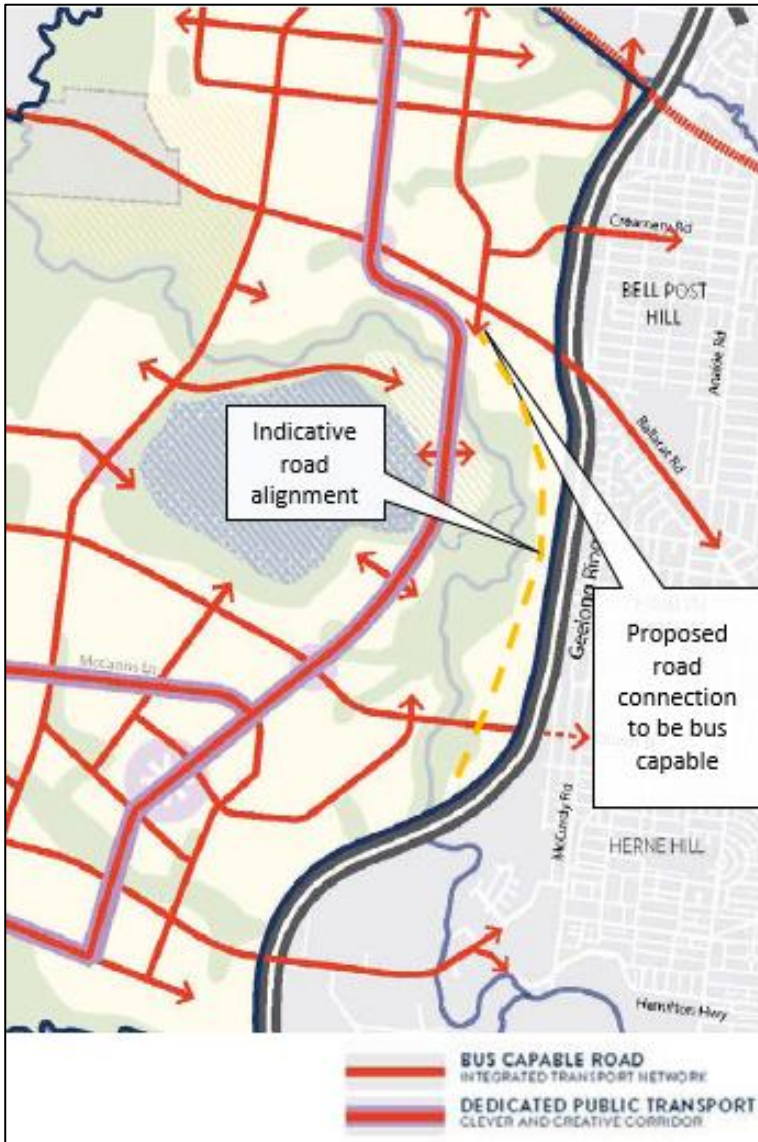 Creamery Rd
BELL POST
HILL
Anakie Rd
Ballarat Rd
Indicative
road
alignment
Geelong Ring
Proposed
road
connection
to be bus
capable
McCanns Ln
McCurdy Rd
HERNE HILL
Hamilton Hwy
BUS CAPABLE ROAD
INTEGRATED TRANSPORT NETWORK
DEDICATED PUBLIC TRANSPORT
CLEVER AND CREATIVE CORRIDOR